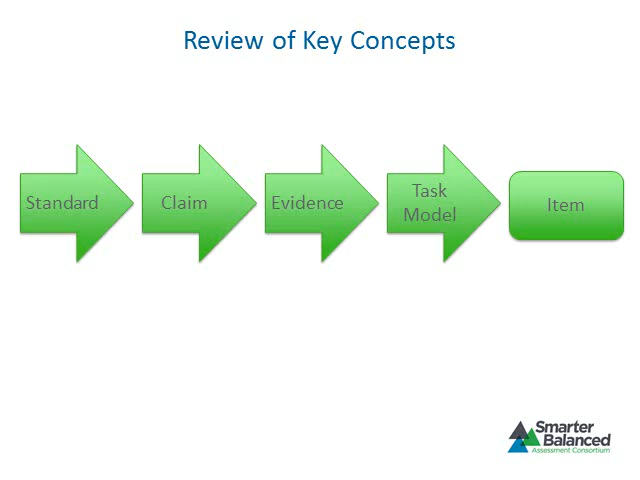 Review of Key Concepts
Standard
Claim
Evidence
Task
Model
Item
Smarter
Balanced
Assessment Consortium